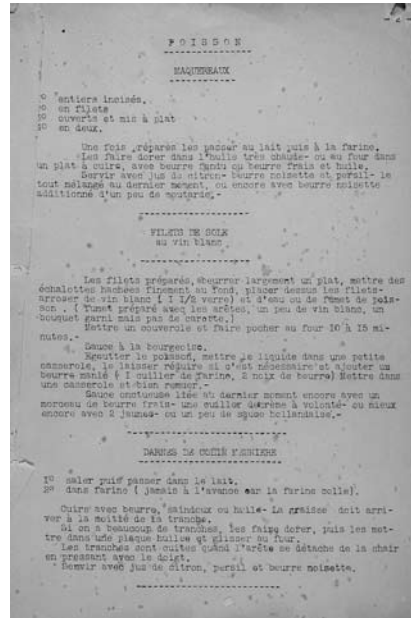 POISSON
MAQUEREAUX
entiers incisés.
en filets
ouverts et mis à plat
en deux.
Une fois préparés les passer au lait puis à la farine.
Les faire dorer dans l'huile très chaude- ou au four dans
un plat à cuire, avec beurre fondu ou beurre frais et huile.
Servir avec jus de citron- beurre noisette et persil- le
tout mélangé au dernier moment, ou encore avec beurre noisette
additionné d'un peu de moutarde.-
FILETS DE SOLE
au vin blanc
Les filets préparés, beurrer largement un plat, mettre des
échalottes hachées finement au fond, placer dessus les filets-
arroser de vin blanc ( I I/2 verre) et d'eau ou de fumet de pois-
son . ( Fumet préparé avec les arêtes, un peu de vin blanc, un
bouquet garni mais pas de carotte.)
Mettre un couvercle et faire pocher au four 10 à 15 mi-
nutes.-
Sauce à la bourgeoise.
Egoutter le poisson, mettre le liquide dans une petite
casserole, le laisser réduire si c'est nécessaire et ajouter un
beurre manié ( I cuiller de farine, 2 noix de beurre) Mettre dans
une casserole et bien remuer.-
Sauce onctueuse liée au dernier moment encore avec un
morceau de beurre frais- une cuiller de crème à volonté- ou mieux
encore avec 2 jaunes- ou un peu de sauce hollandaise.-
DARNES DE COLIN MEUNIERE
I° saler puis passer dans le lait.
2° dans farine ( jamais à l'avance car la farine colle).
Cuire avec beurre, saindoux ou huile- La graisse doit arri-
ver à la moitié de la tranche.
Si on a beaucoup de tranches, les faire dorer, puis les met-
tre dans une plaque huilée et glisser au four.
Les tranches sont cuites quand l'arête se détache de la chair
en pressant avec le doigt.
Servir avec jus de citron, persil et beurre noisette.